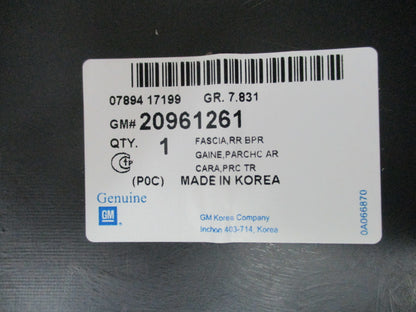 07894 17199 GR. 7.831
GM# 20961261
QTY. 1 FASCIA,RR BPR
GAINE,PARCHO AR
CARA,PRC TR
(P0C) MADE IN KOREA
Genuine
GM
GM Korea Company
Inchon 403-714, Korea
0A066870